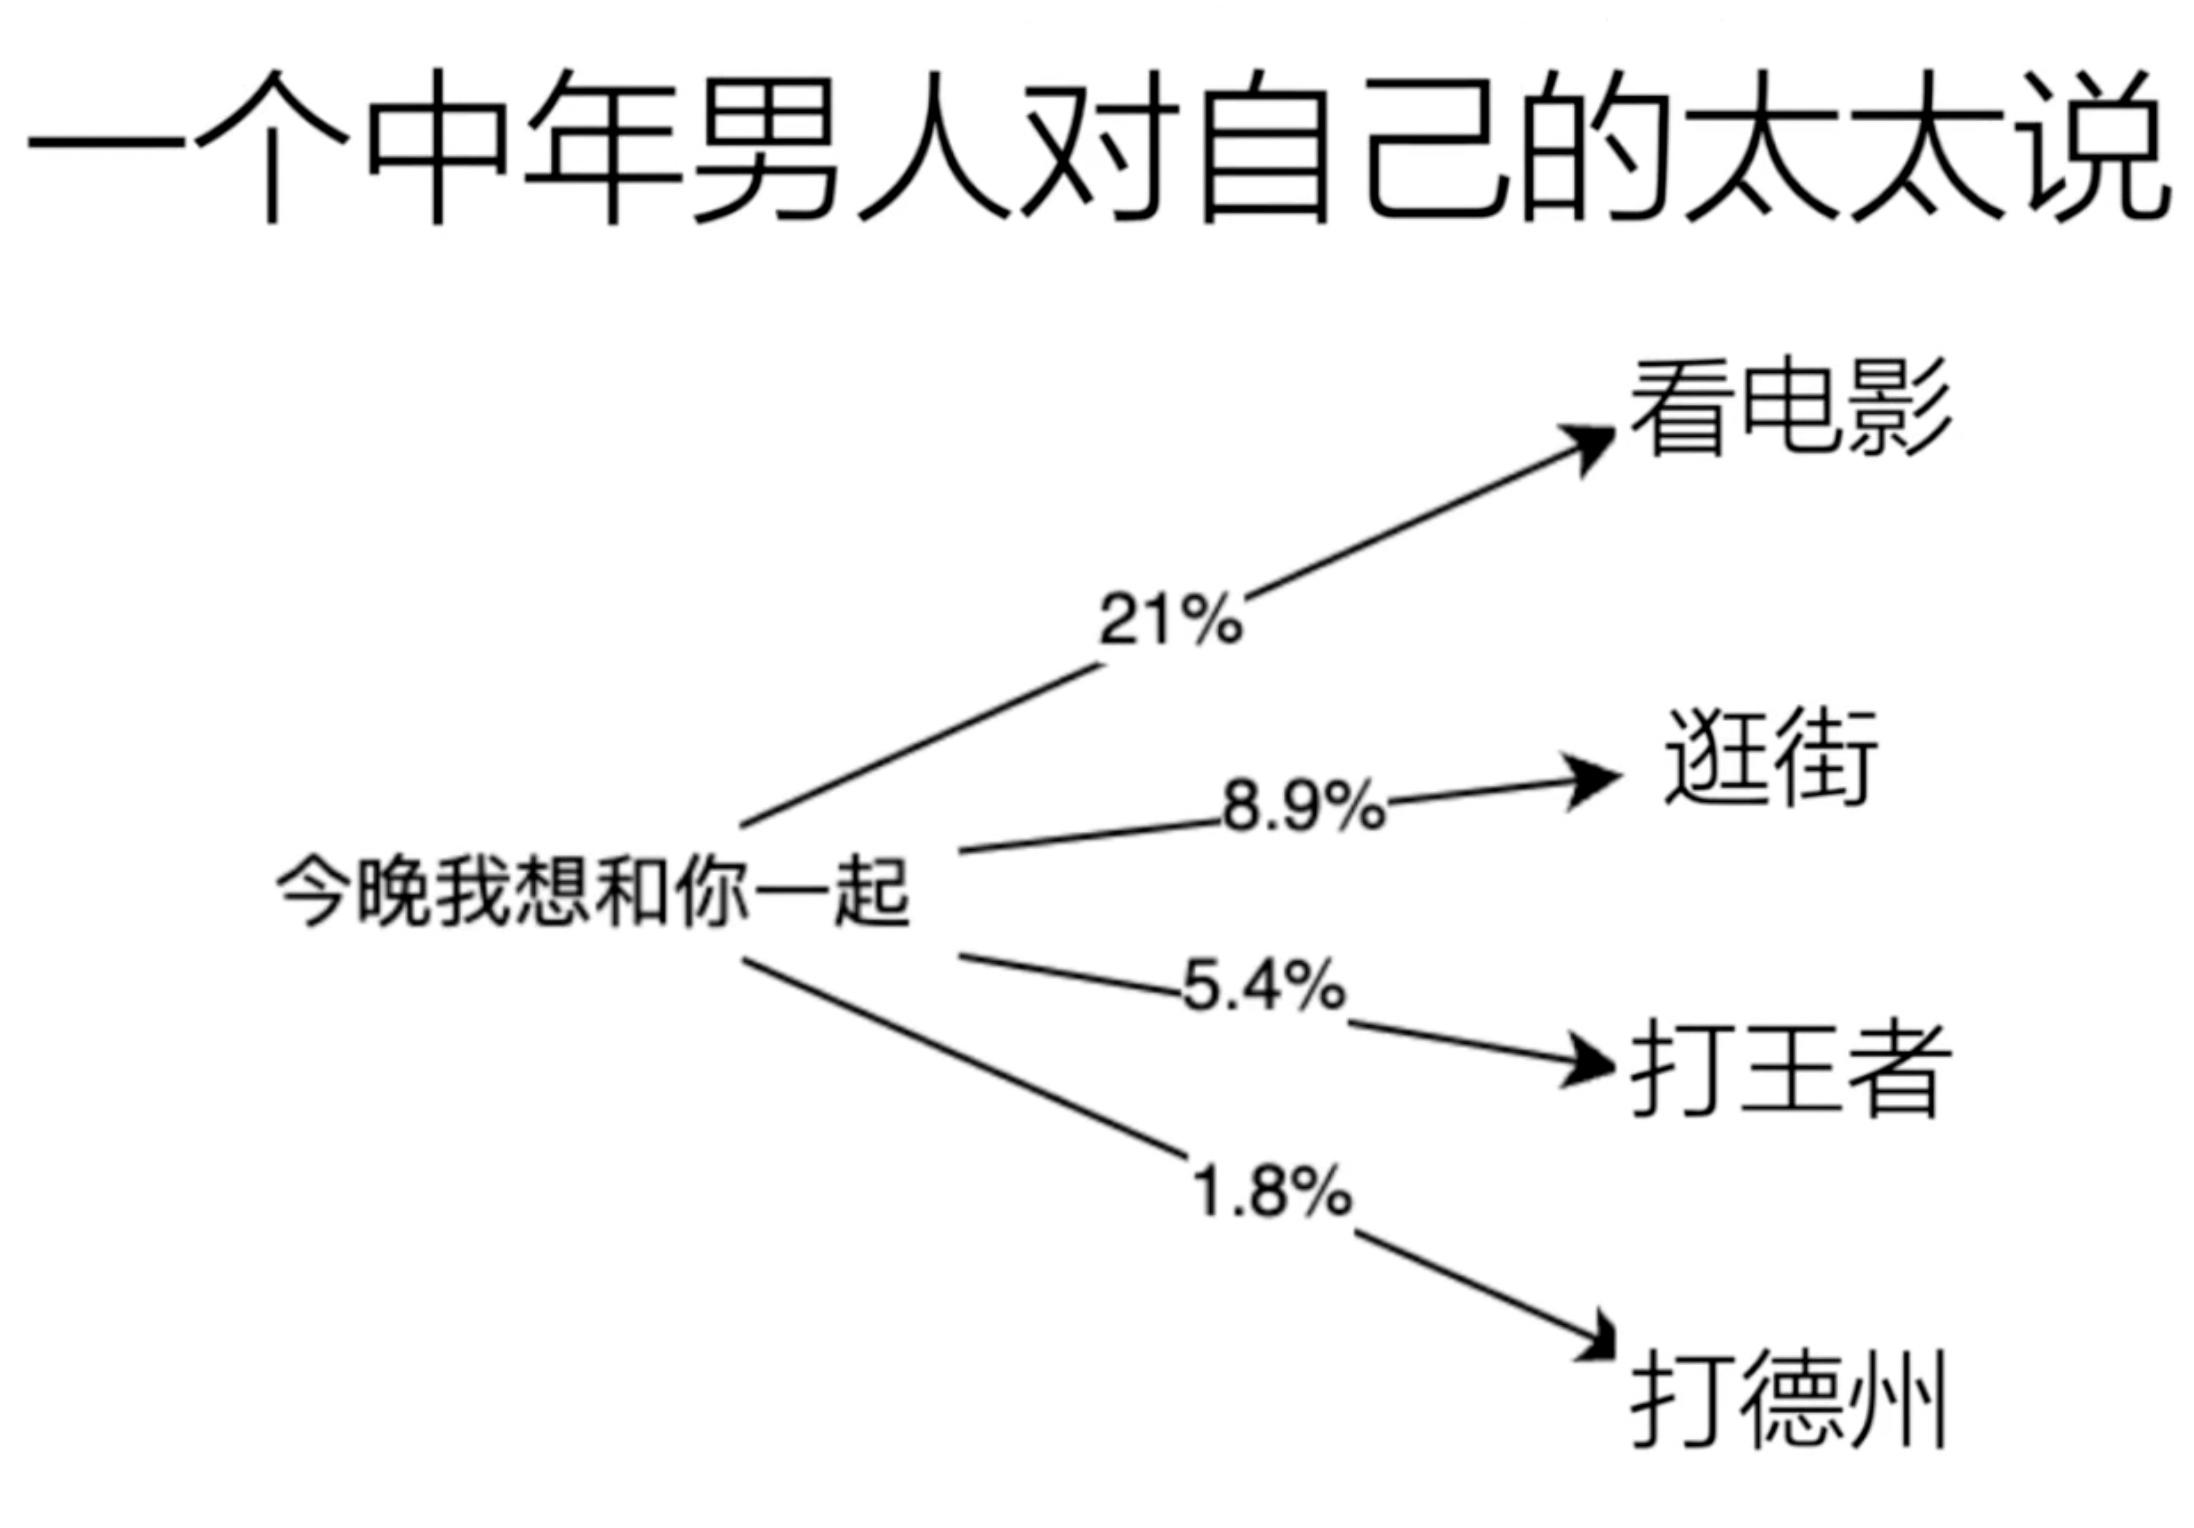 一个中年男人对自己的太太说
看电影
21%
逛街
8.9%
今晚我想和你一起
5.4%
打王者
1.8%
打德州